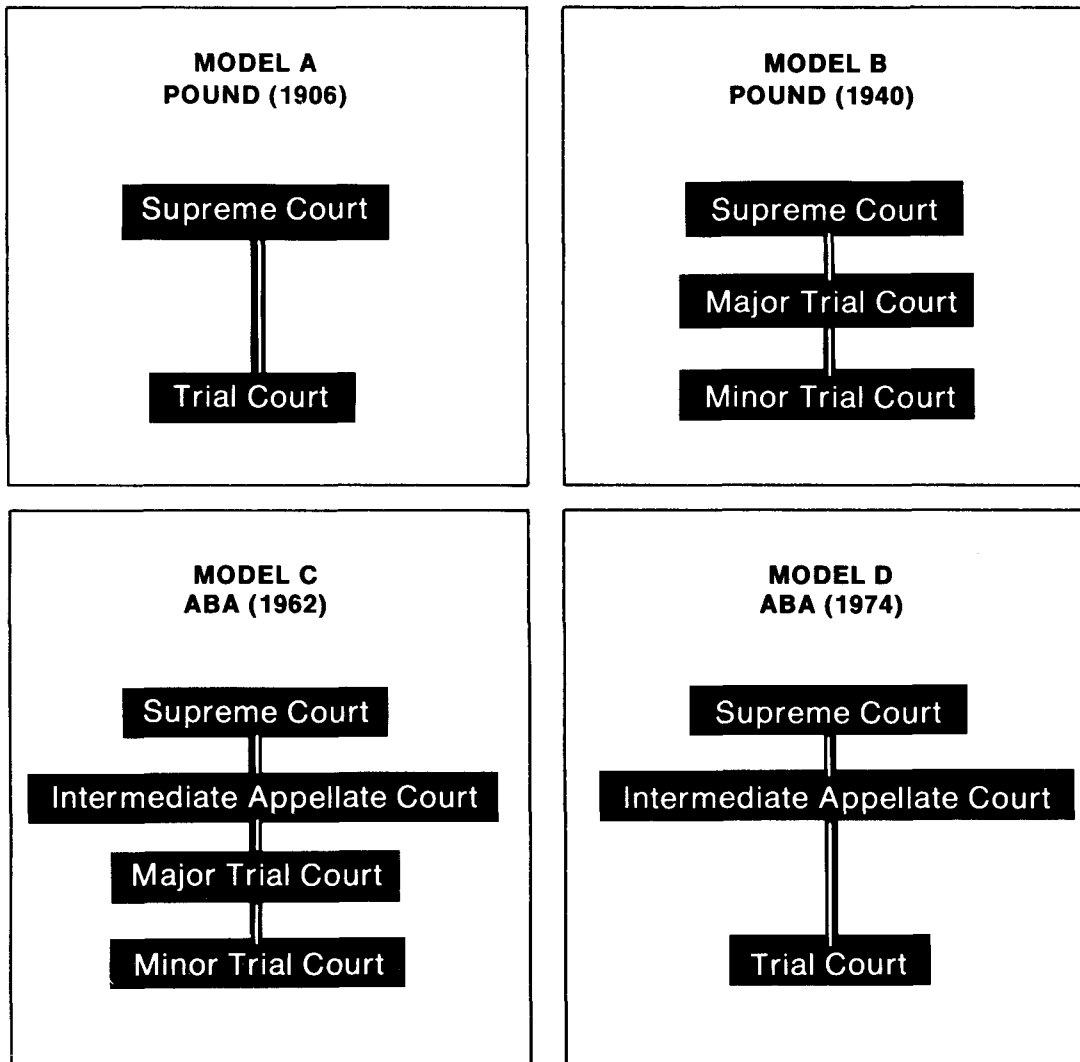 MODEL A
POUND (1906)
Supreme Court
Trial Court
MODEL B
POUND (1940)
Supreme Court
Major Trial Court
Minor Trial Court
MODEL C
ABA (1962)
Supreme Court
Intermediate Appellate Court
Major Trial Court
Minor Trial Court
MODEL D
ABA (1974)
Supreme Court
Intermediate Appellate Court
Trial Court